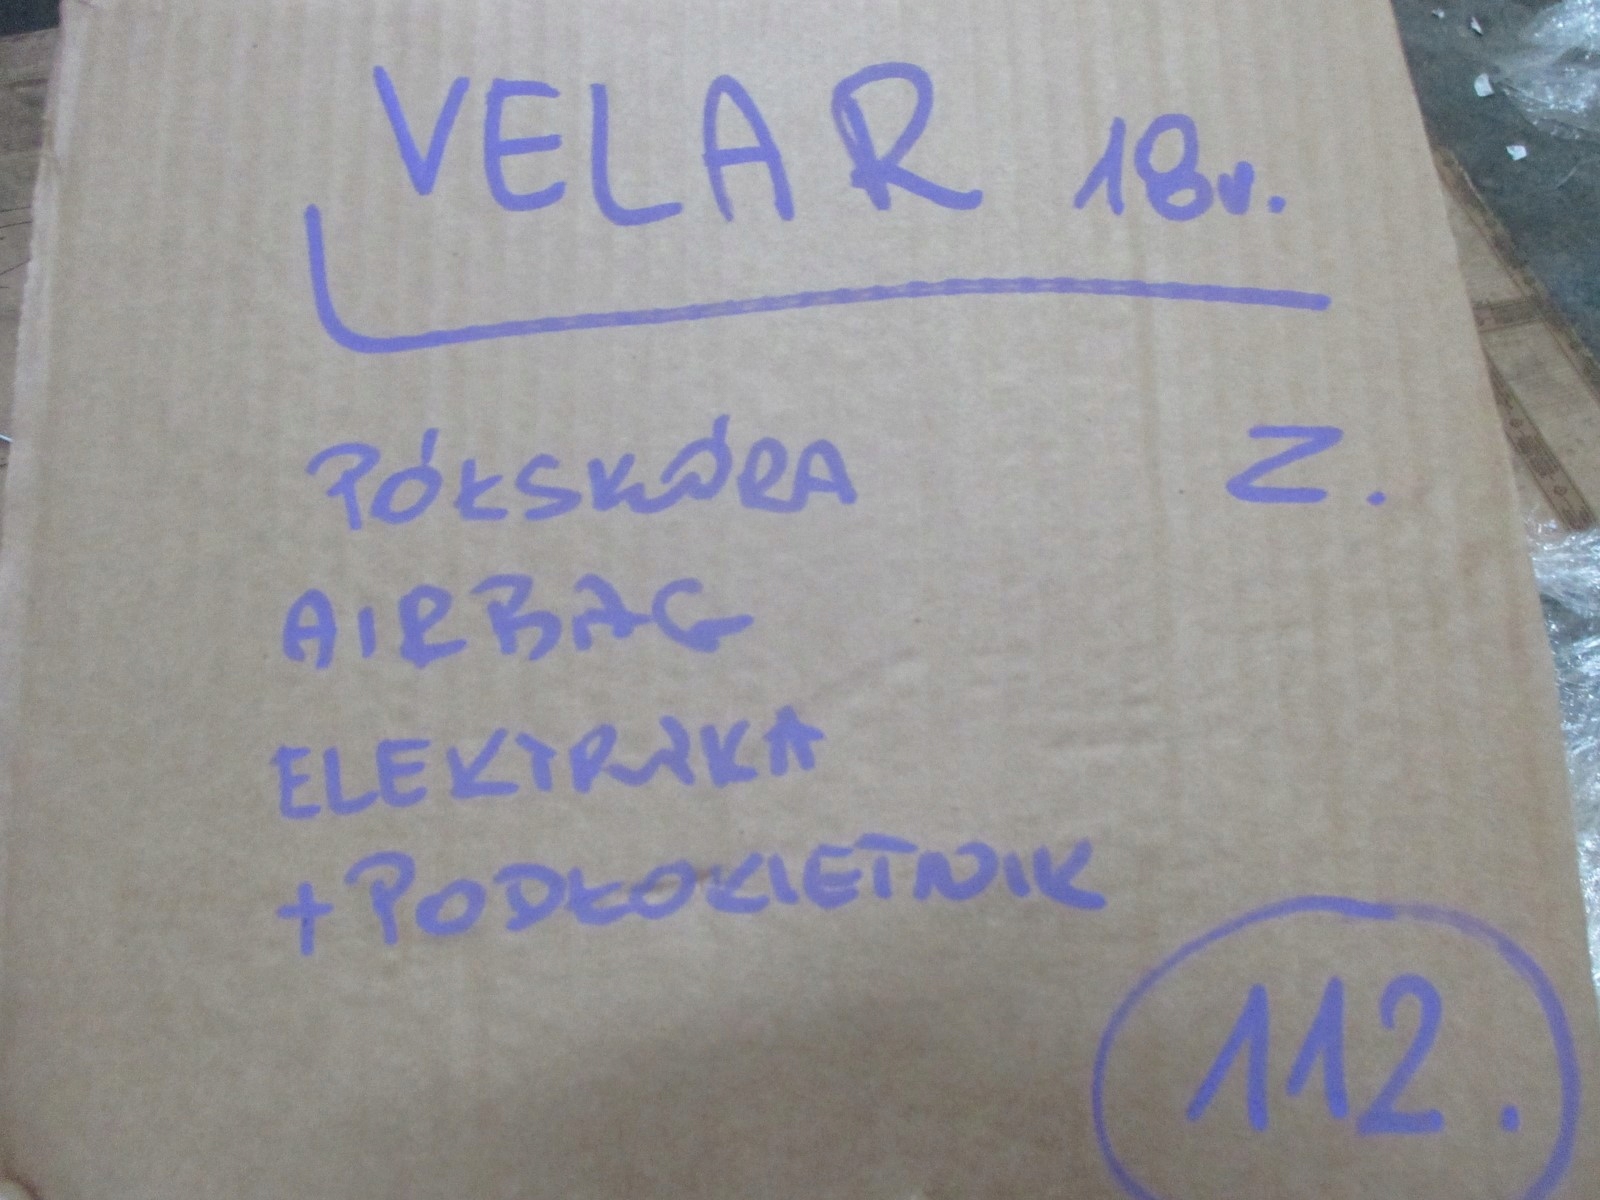 VELAR 18r.
PÓŁSKÓRA Z.
AIRBAG
ELEKTRYKA
+ PODŁOKIETNIK
112.